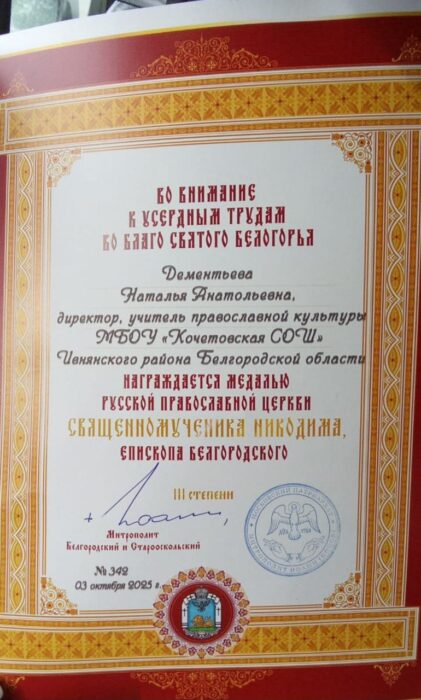 ВО ВНИМАНИЕ
К УСЕРДНЫМ ТРУДАМ
ВО БЛАГО СВЯТОГО БЕЛОГОРЬЯ
Дементьева
Наталья Анатольевна,
директор, учитель православной культуры
МБОУ «Кочетовская СОШ»
Ивнянского района Белгородской области
НАГРАЖДАЕТСЯ МЕДАЛЬЮ
РУССКОЙ ПРАВОСЛАВНОЙ ЦЕРКВИ
СВЯЩЕННОМУЧЕНИКА НИКОДИМА,
ЕПИСКОПА БЕЛГОРОДСКОГО
III СТЕПЕНИ
Митрополит
Белгородский и Старооскольский
№ 342
03 октября 2025 г.
МОСКОВСКИЙ ПАТРИАРХАТ